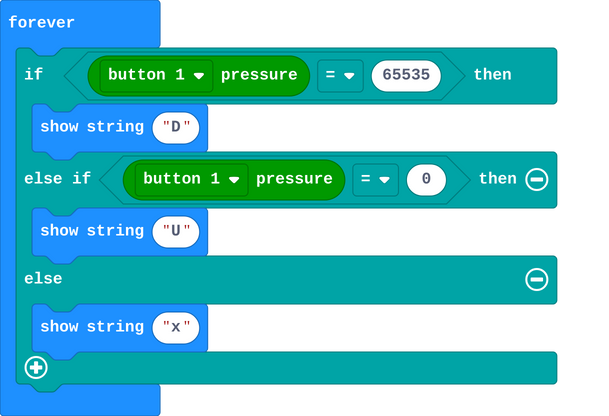 forever
if button 1 pressure = 65535 then
show string "D"
else if button 1 pressure = 0 then
show string "U"
else
show string "x"